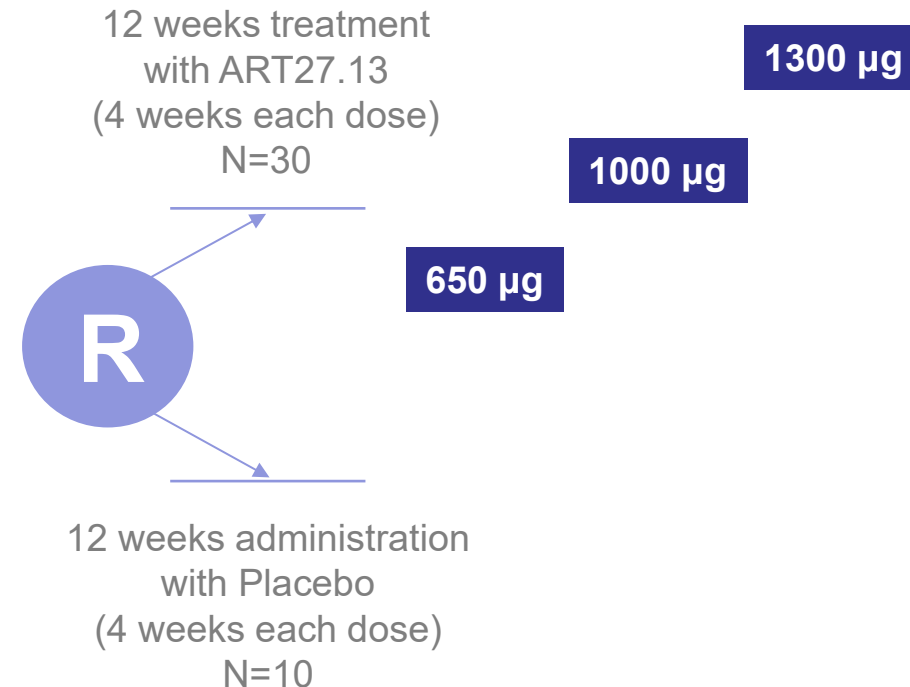 12 weeks treatment
with ART27.13
(4 weeks each dose)
N=30
1300 µg
1000 µg
650 µg
R
12 weeks administration
with Placebo
(4 weeks each dose)
N=10